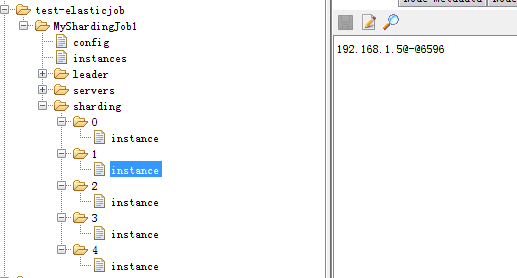 test-elasticjob
MyShardingJob1
config
instances
leader
servers
sharding
0
instance
1
instance
2
instance
3
instance
4
instance
192.168.1.5@-@6596